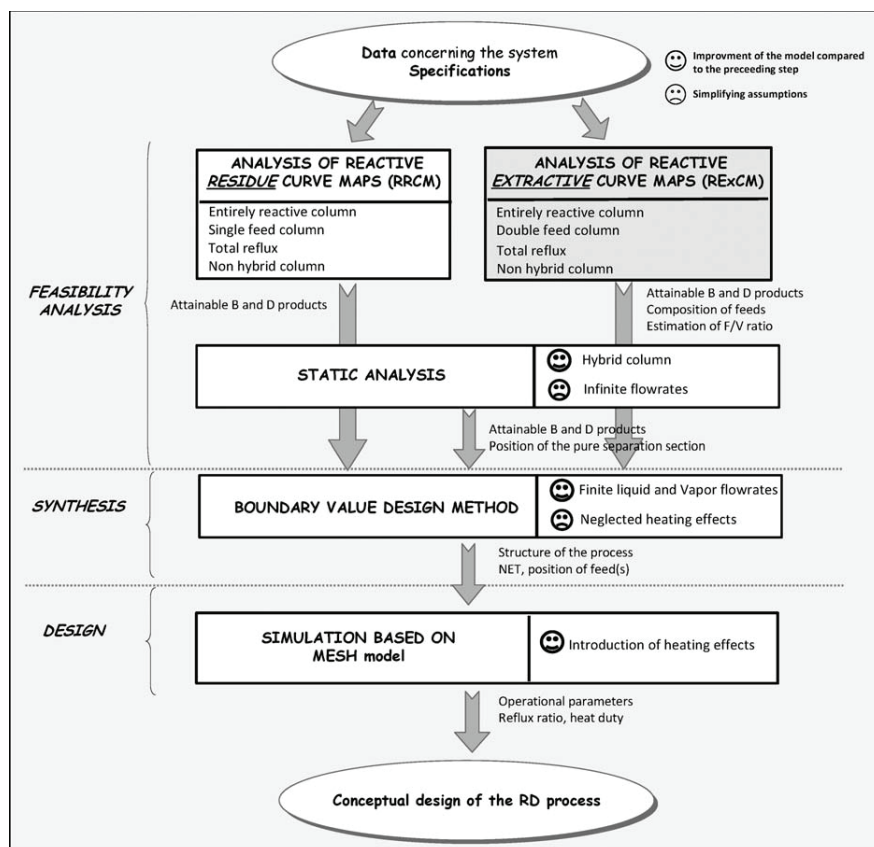 Data concerning the system
Specifications
Improvment of the model compared
to the preceeding step
Simplifying assumptions
ANALYSIS OF REACTIVE
RESIDUE CURVE MAPS (RRCM)
Entirely reactive column
Single feed column
Total reflux
Non hybrid column
ANALYSIS OF REACTIVE
EXTRACTIVE CURVE MAPS (RExCM)
Entirely reactive column
Double feed column
Total reflux
Non hybrid column
FEASIBILITY
ANALYSIS
Attainable B and D products
Attainable B and D products
Composition of feeds
Estimation of F/V ratio
STATIC ANALYSIS
Hybrid column
Infinite flowrates
Attainable B and D products
Position of the pure separation section
SYNTHESIS
BOUNDARY VALUE DESIGN METHOD
Finite liquid and Vapor flowrates
Neglected heating effects
Structure of the process
NET, position of feed(s)
DESIGN
SIMULATION BASED ON
MESH model
Introduction of heating effects
Operational parameters
Reflux ratio, heat duty
Conceptual design of the RD process